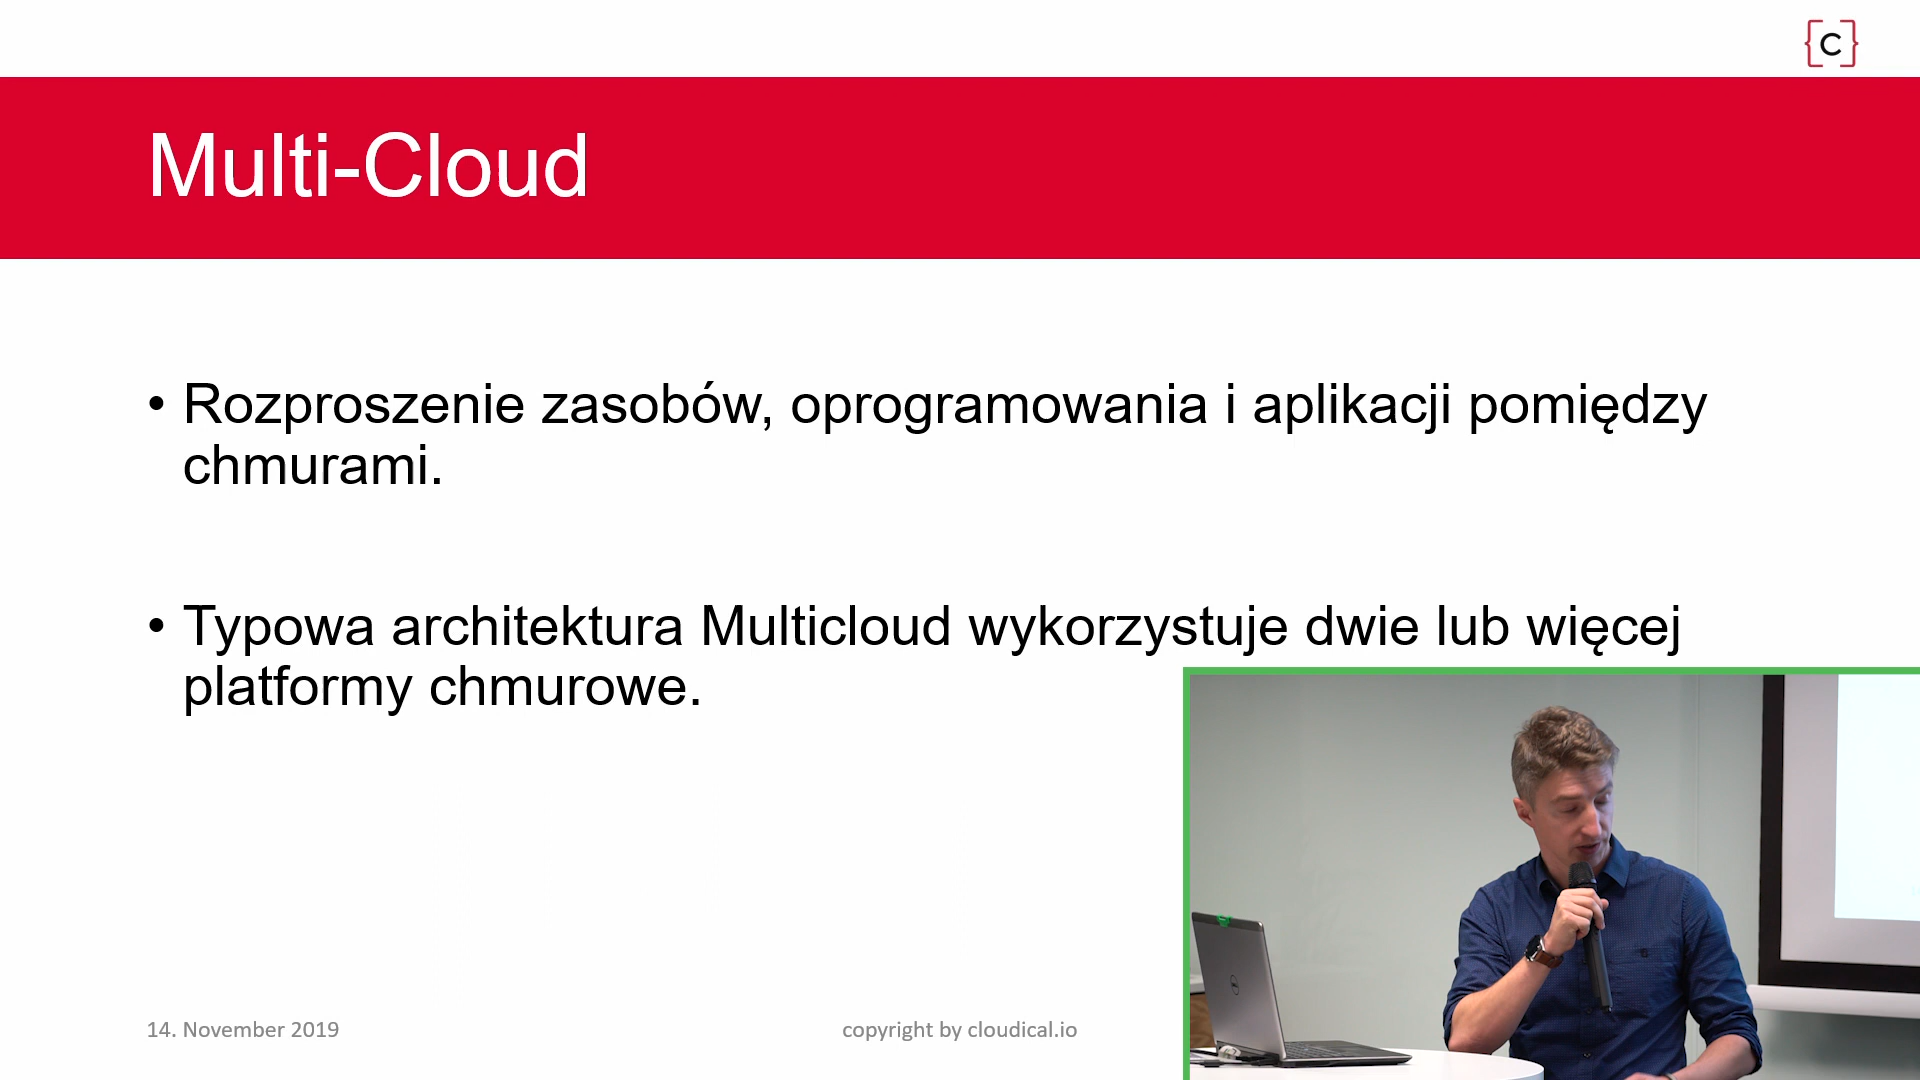 {[C]}
Multi-Cloud
• Rozproszenie zasobów, oprogramowania i aplikacji pomiędzy
chmurami.
• Typowa architektura Multicloud wykorzystuje dwie lub więcej
platformy chmurowe.
14. November 2019
copyright by cloudical.io
DELL